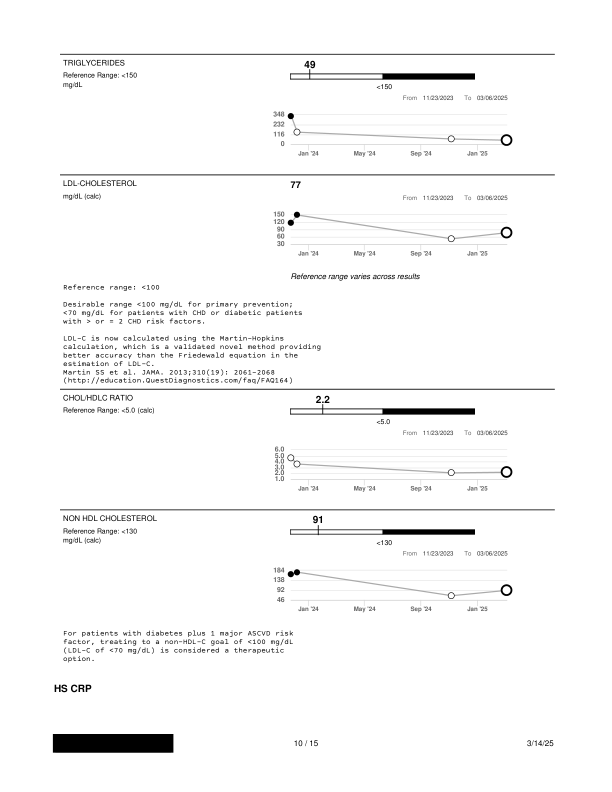 TRIGLYCERIDES
Reference Range: <150
mg/dL
49
<150
From 11/23/2023 To 03/06/2025
348
232
116
0
Jan '24 May '24 Sep '24 Jan '25
LDL-CHOLESTEROL
mg/dL (calc)
77
From 11/23/2023 To 03/06/2025
150
120
90
60
30
Jan '24 May '24 Sep '24 Jan '25
Reference range varies across results
Reference range: <100
Desirable range <100 mg/dL for primary prevention;
<70 mg/dL for patients with CHD or diabetic patients
with > or = 2 CHD risk factors.
LDL-C is now calculated using the Martin-Hopkins
calculation, which is a validated novel method providing
better accuracy than the Friedewald equation in the
estimation of LDL-C.
Martin SS et al. JAMA. 2013;310(19): 2061-2068
(http://education.QuestDiagnostics.com/faq/FAQ164)
CHOL/HDLC RATIO
Reference Range: <5.0 (calc)
2.2
<5.0
From 11/23/2023 To 03/06/2025
6.0
5.0
4.0
3.0
2.0
1.0
Jan '24 May '24 Sep '24 Jan '25
NON HDL CHOLESTEROL
Reference Range: <130
mg/dL (calc)
91
<130
From 11/23/2023 To 03/06/2025
184
138
92
46
Jan '24 May '24 Sep '24 Jan '25
For patients with diabetes plus 1 major ASCVD risk
factor, treating to a non-HDL-C goal of <100 mg/dL
(LDL-C of <70 mg/dL) is considered a therapeutic
option.
HS CRP
10 / 15
3/14/25